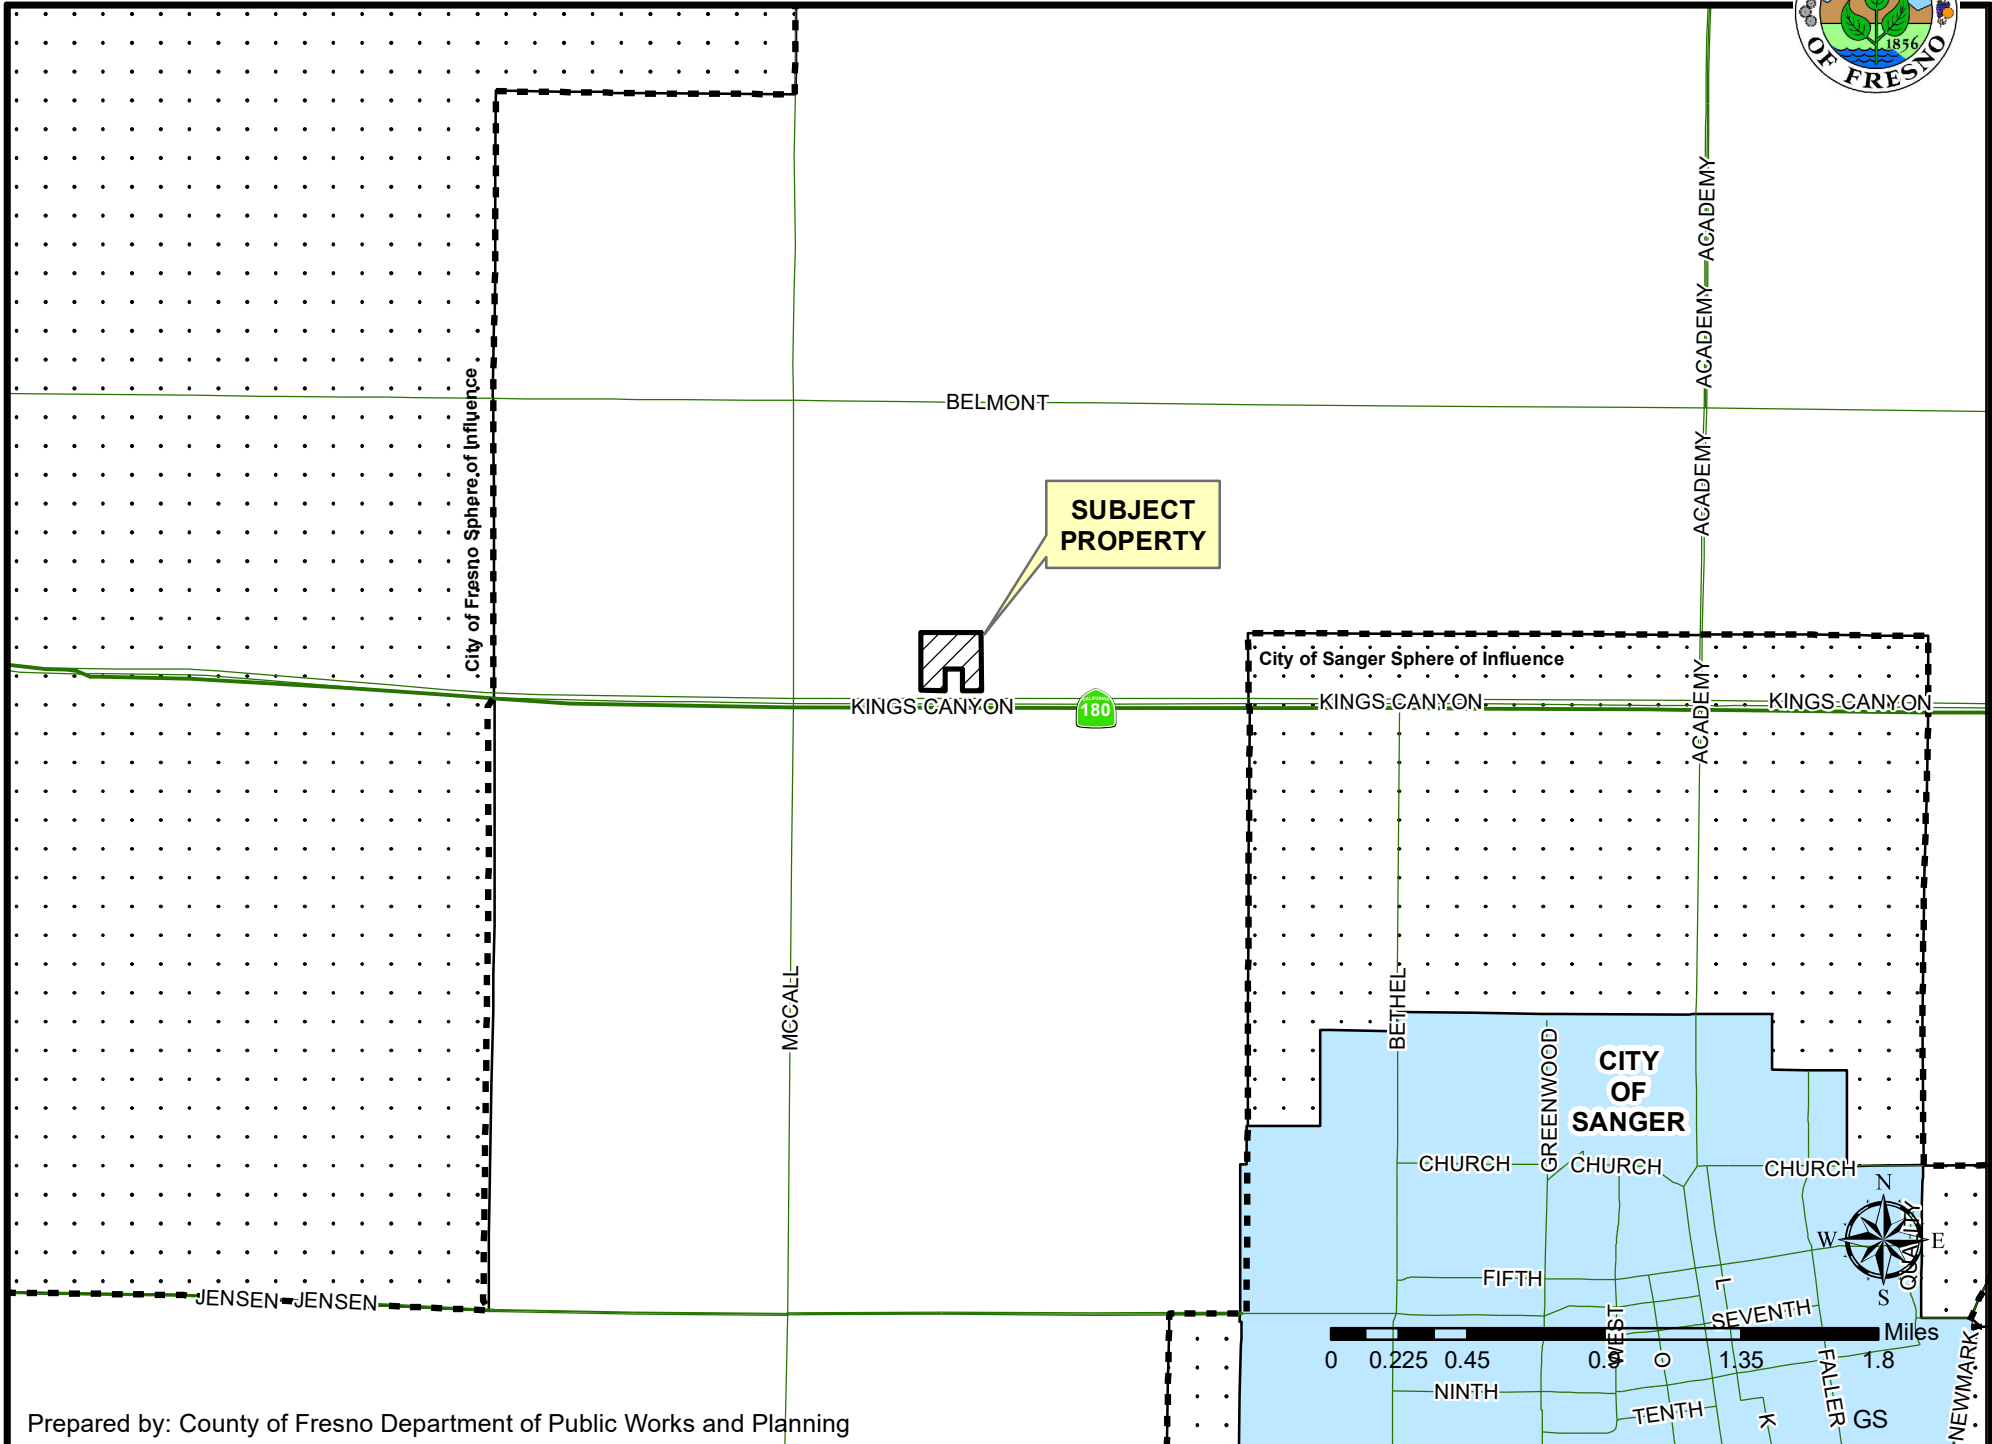 1856
OF FRESNO
ACADEMY
ACADEMY
City of Fresno Sphere of Influence
BELMONT
ACADEMY
SUBJECT
PROPERTY
City of Sanger Sphere of Influence
ACADEMY
KINGS CANYON
180
KINGS CANYON
KINGS CANYON
MCCALL
BETHEL
GREENWOOD
CITY
OF
SANGER
CHURCH
CHURCH
CHURCH
N
W
E
S
QUALITY
FIFTH
L
JENSEN
JENSEN
SEVENTH
WEST
Miles
0
0.225
0.45
0.9
1.35
1.8
O
FALLER
NEWMARK
NINTH
TENTH
K
GS
Prepared by: County of Fresno Department of Public Works and Planning